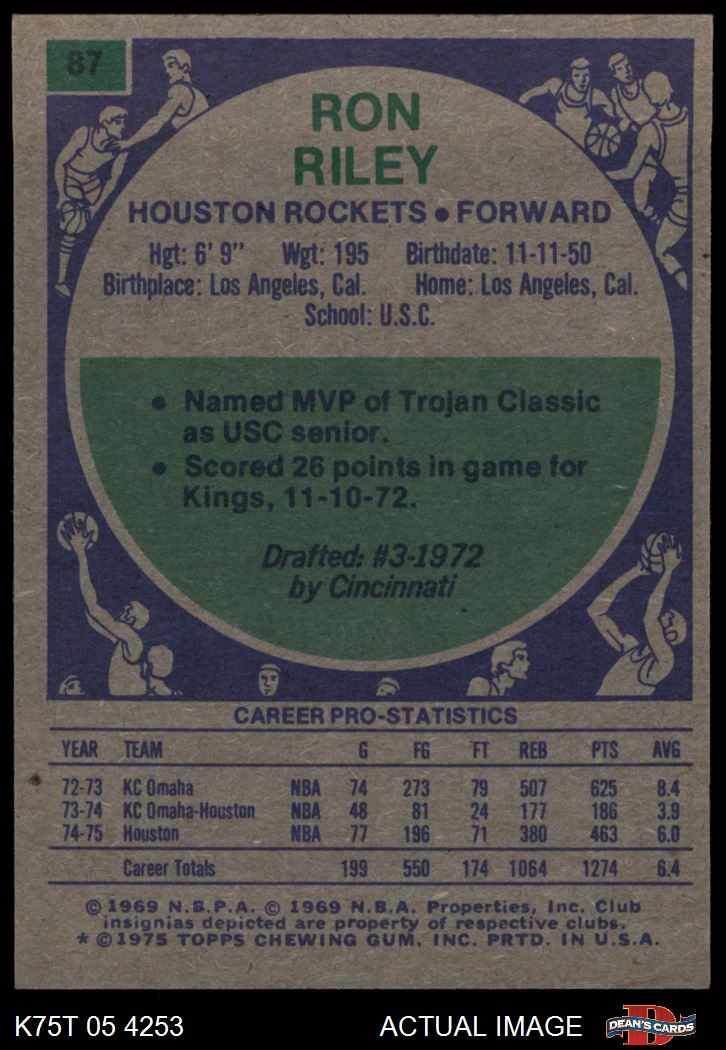 87
RON
RILEY
HOUSTON ROCKETS • FORWARD
Hgt: 6' 9" Wgt: 195 Birthdate: 11-11-50
Birthplace: Los Angeles, Cal. Home: Los Angeles, Cal.
School: U.S.C.
• Named MVP of Trojan Classic
as USC senior.
• Scored 26 points in game for
Kings, 11-10-72.
Drafted: #3-1972
by Cincinnati
CAREER PRO-STATISTICS
YEAR TEAM G FG FT REB PTS AVG
72-73 KC Omaha NBA 74 273 79 507 625 8.4
73-74 KC Omaha-Houston NBA 48 81 24 177 186 3.9
74-75 Houston NBA 77 196 71 380 463 6.0
Career Totals 199 550 174 1064 1274 6.4
© 1969 N.B.P.A. © 1969 N.B.A. Properties, Inc. Club
insignias depicted are property of respective clubs.
* © 1975 TOPPS CHEWING GUM, INC. PRTD. IN U.S.A.
K75T 05 4253 ACTUAL IMAGE D DEAN'S CARDS